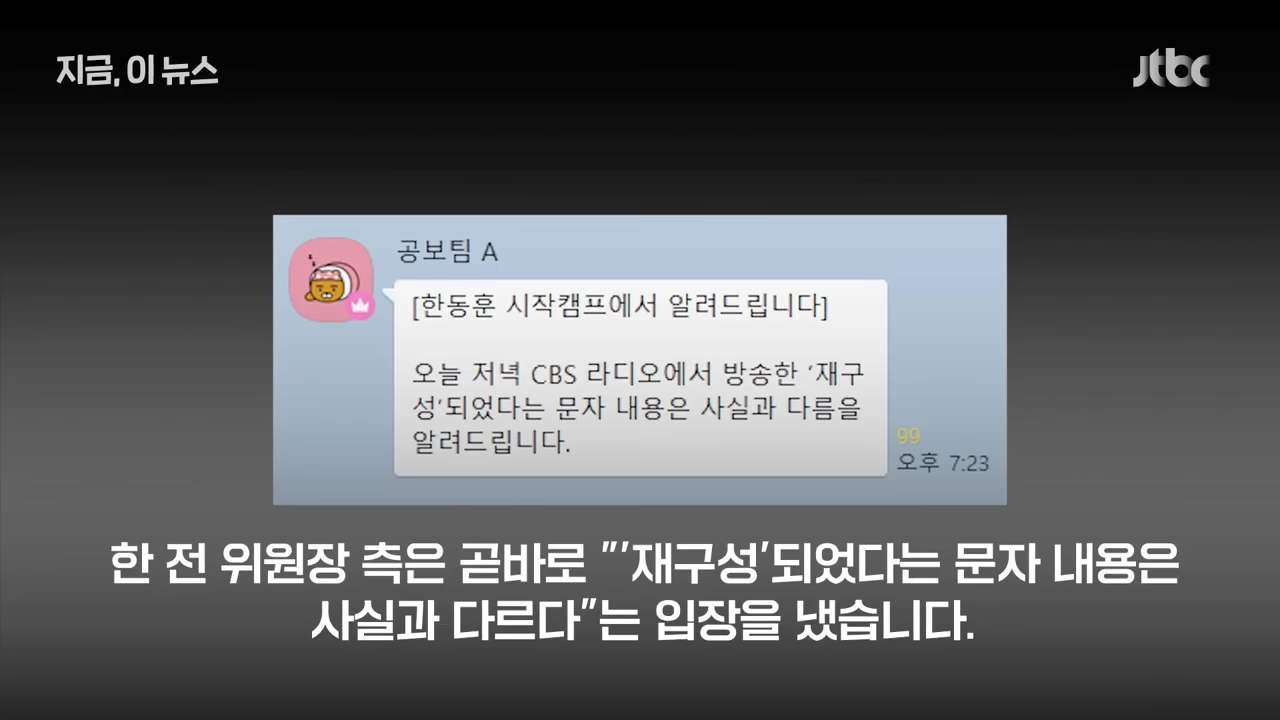 지금, 이 뉴스
jtbc
공보팀 A
[한동훈 시작캠프에서 알려드립니다]
오늘 저녁 CBS 라디오에서 방송한 ‘재구
성‘되었다는 문자 내용은 사실과 다름을
알려드립니다.
99
오후 7:23
한 전 위원장 측은 곧바로 "'재구성'되었다는 문자 내용은
사실과 다르다"는 입장을 냈습니다.